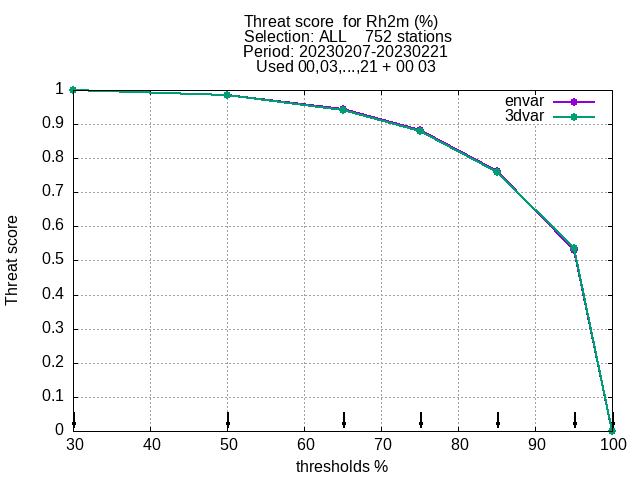 Threat score  for Rh2m (%)
Selection: ALL    752 stations
Period: 20230207-20230221
Used 00,03,...,21 + 00 03
envar
3dvar
1
0.9
0.8
0.7
0.6
0.5
0.4
0.3
0.2
0.1
0
Threat score
30 40 50 60 70 80 90 100
thresholds %